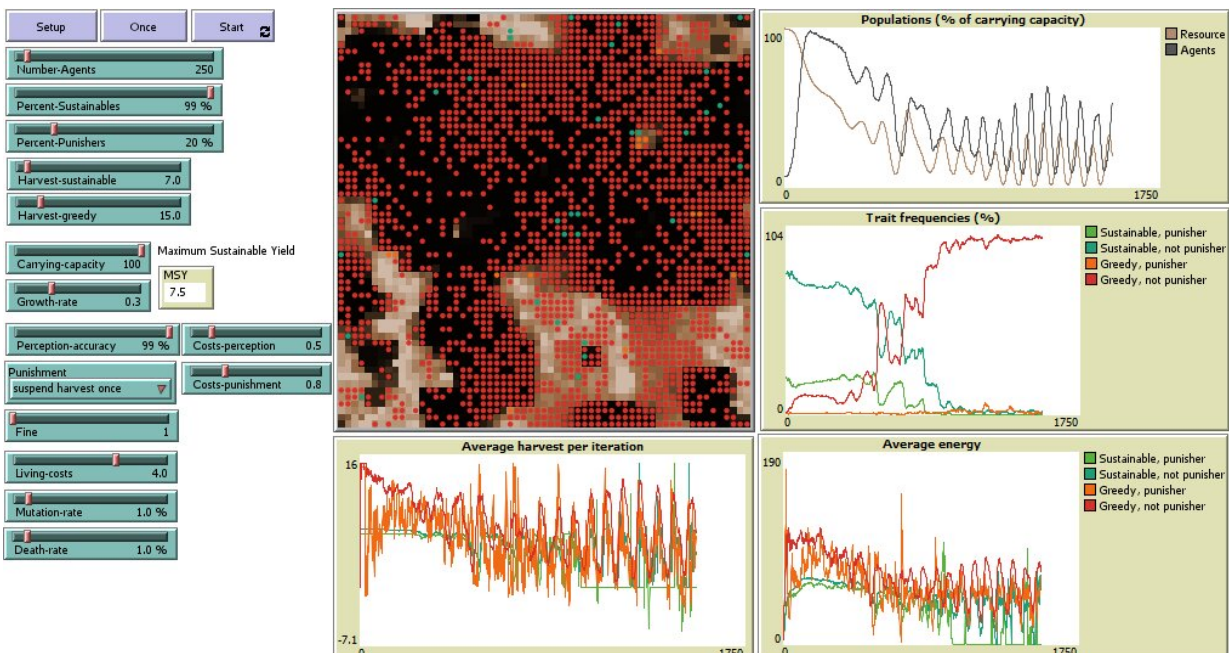 Setup
Once
Start
Number-Agents 250
Percent-Sustainables 99 %
Percent-Punishers 20 %
Harvest-sustainable 7.0
Harvest-greedy 15.0
Carrying-capacity 100
Growth-rate 0.3
Maximum Sustainable Yield
MSY
7.5
Perception-accuracy 99 %
Costs-perception 0.5
Punishment
suspend harvest once
Costs-punishment 0.8
Fine 1
Living-costs 4.0
Mutation-rate 1.0 %
Death-rate 1.0 %
Populations (% of carrying capacity)
100
0
0
1750
Resource
Agents
Trait frequencies (%)
104
0
0
1750
Sustainable, punisher
Sustainable, not punisher
Greedy, punisher
Greedy, not punisher
Average harvest per iteration
16
-7.1
0
1750
Average energy
190
0
0
1750
Sustainable, punisher
Sustainable, not punisher
Greedy, punisher
Greedy, not punisher